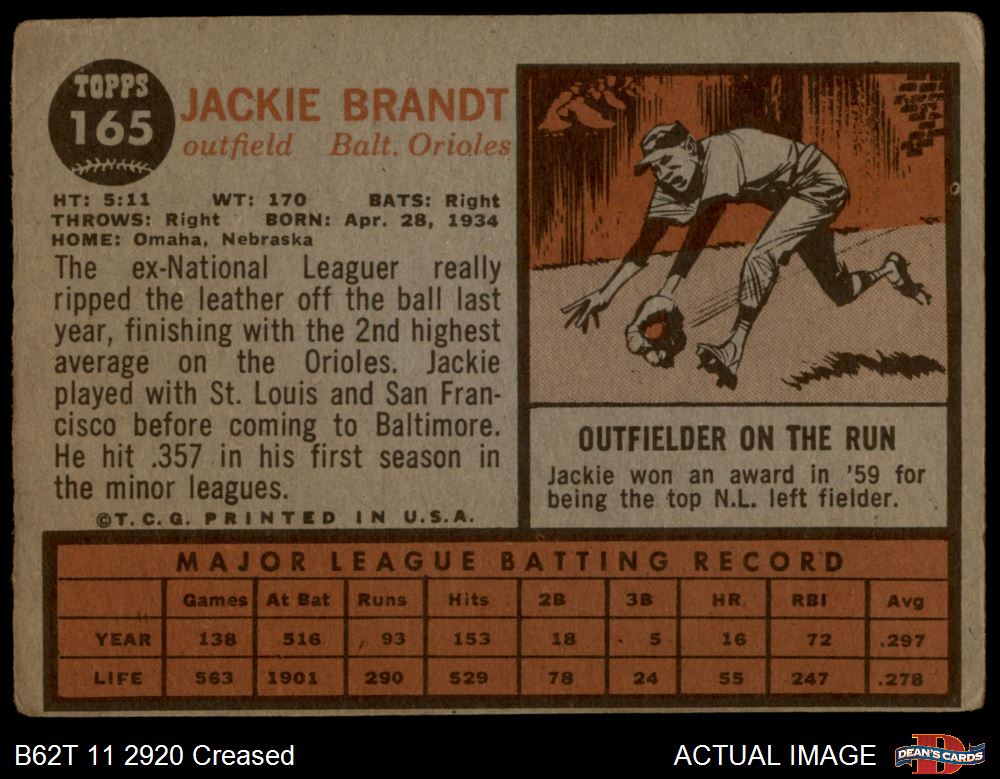 TOPPS
165
JACKIE BRANDT
outfield Balt. Orioles
HT: 5:11 WT: 170 BATS: Right
THROWS: Right BORN: Apr. 28, 1934
HOME: Omaha, Nebraska
The ex-National Leaguer really
ripped the leather off the ball last
year, finishing with the 2nd highest
average on the Orioles. Jackie
played with St. Louis and San Fran-
cisco before coming to Baltimore.
He hit .357 in his first season in
the minor leagues.
©T.C.G. PRINTED IN U.S.A.
OUTFIELDER ON THE RUN
Jackie won an award in '59 for
being the top N.L. left fielder.
MAJOR LEAGUE BATTING RECORD
Games At Bat Runs Hits 2B 3B HR RBI Avg
YEAR 138 516 93 153 18 5 16 72 .297
LIFE 563 1901 290 529 78 24 55 247 .278
B62T 11 2920 Creased
ACTUAL IMAGE
DEAN'S CARDS